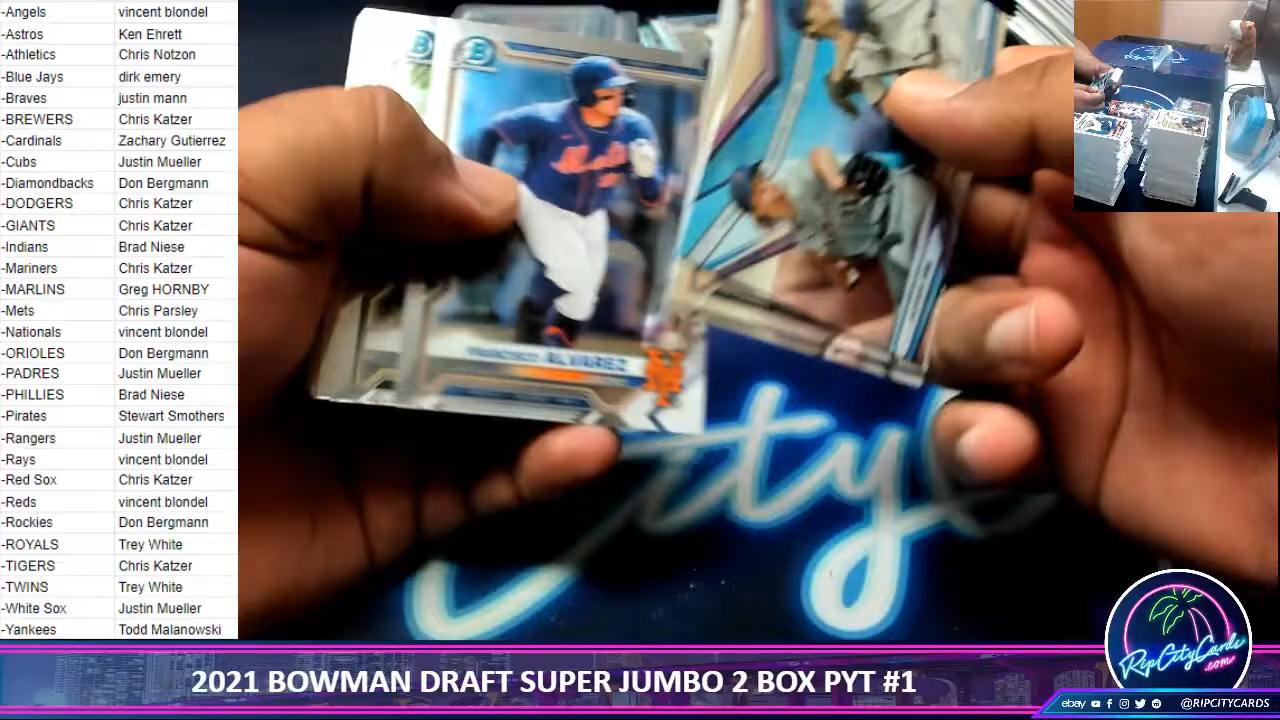 -Angels vincent blondel
-Astros Ken Ehrett
-Athletics Chris Notzon
-Blue Jays dirk emery
-Braves justin mann
-BREWERS Chris Katzer
-Cardinals Zachary Gutierrez
-Cubs Justin Mueller
-Diamondbacks Don Bergmann
-DODGERS Chris Katzer
-GIANTS Chris Katzer
-Indians Brad Niese
-Mariners Chris Katzer
-MARLINS Greg HORNBY
-Mets Chris Parsley
-Nationals vincent blondel
-ORIOLES Don Bergmann
-PADRES Justin Mueller
-PHILLIES Brad Niese
-Pirates Stewart Smothers
-Rangers Justin Mueller
-Rays vincent blondel
-Red Sox Chris Katzer
-Reds vincent blondel
-Rockies Don Bergmann
-ROYALS Trey White
-TIGERS Chris Katzer
-TWINS Trey White
-White Sox Justin Mueller
-Yankees Todd Malanowski
B
B
Mets
FRANCISCO ALVAREZ
City
RipCityCards
.com
2021 BOWMAN DRAFT SUPER JUMBO 2 BOX PYT #1
ebay @RIPCITYCARDS